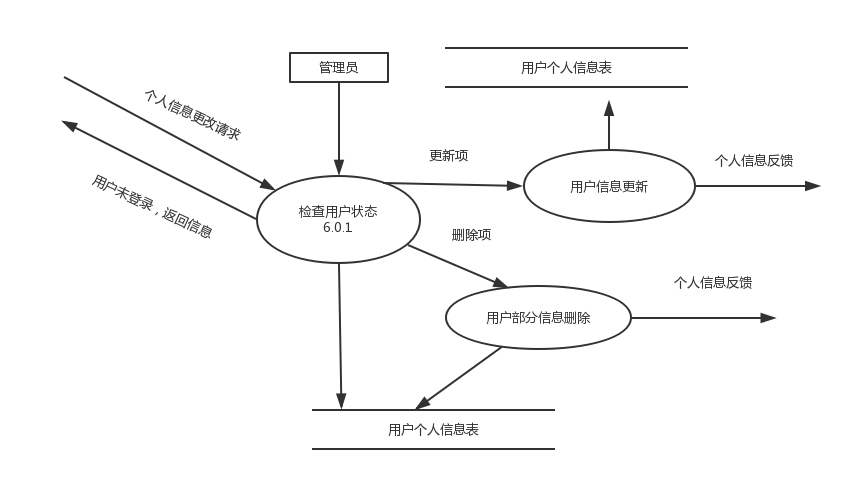 管理员
用户个人信息表
个人信息更改请求
更新项
个人信息反馈
用户信息更新
用户未登录，返回信息
检查用户状态
6.0.1
删除项
个人信息反馈
用户部分信息删除
用户个人信息表